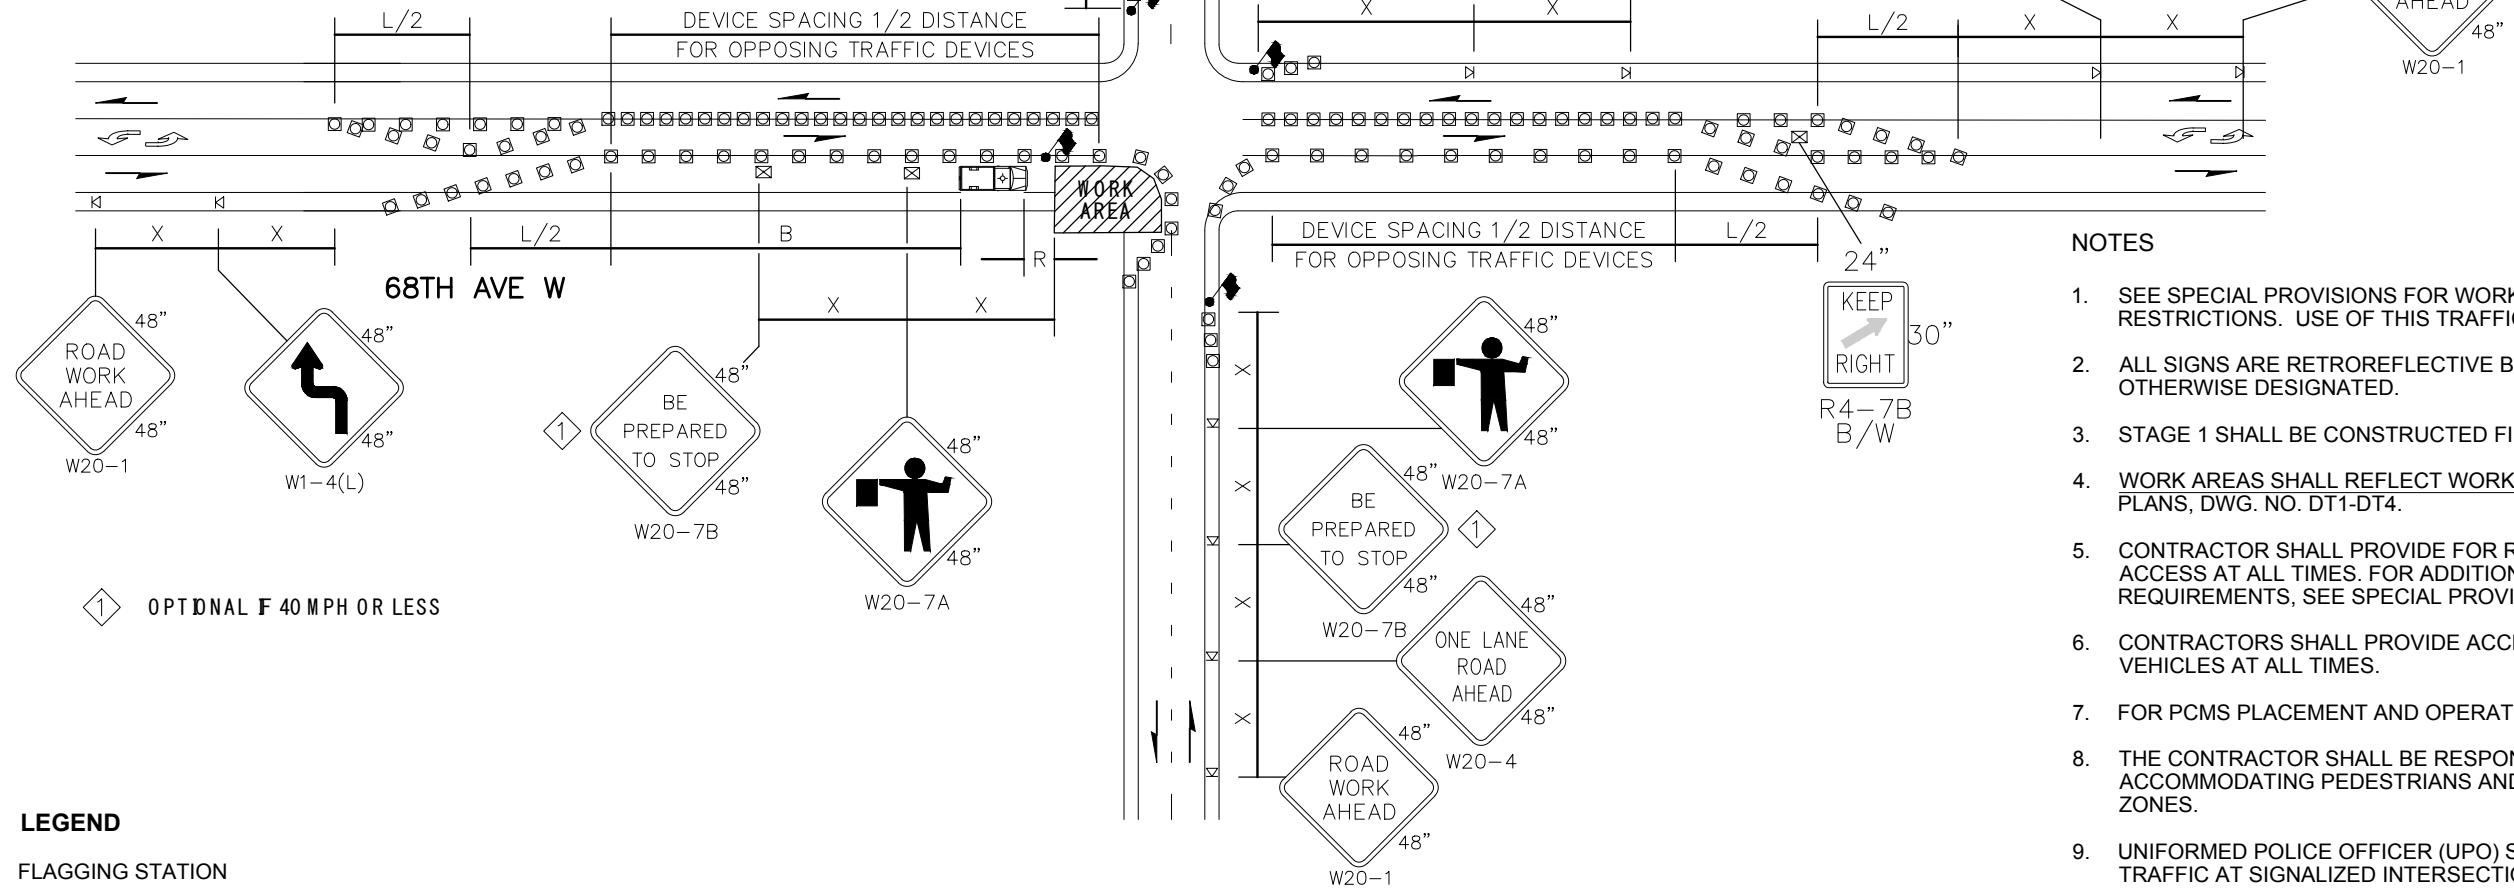 L/2
DEVICE SPACING 1/2 DISTANCE
FOR OPPOSING TRAFFIC DEVICES
X
X
L/2
X
X
AHEAD
48"
W20-1
WORK
AREA
X
X
L/2
B
R
68TH AVE W
X
X
DEVICE SPACING 1/2 DISTANCE
FOR OPPOSING TRAFFIC DEVICES
L/2
24"
KEEP
RIGHT
30"
R4-7B
B/W
ROAD
WORK
AHEAD
48"
48"
W20-1
48"
48"
W1-4(L)
1
BE
PREPARED
TO STOP
48"
48"
W20-7B
48"
48"
W20-7A
X
X
X
X
48"
48"
W20-7A
BE
PREPARED
TO STOP
48"
48"
W20-7B
1
ONE LANE
ROAD
AHEAD
48"
48"
W20-4
ROAD
WORK
AHEAD
48"
48"
W20-1
1 OPTIONAL IF 40 MPH OR LESS
LEGEND
FLAGGING STATION
NOTES
1. SEE SPECIAL PROVISIONS FOR WORK
RESTRICTIONS. USE OF THIS
2. ALL SIGNS ARE RETROREFLECTIVE
OTHERWISE DESIGNATED.
3. STAGE 1 SHALL BE CONSTRUCTED
4. WORK AREAS SHALL REFLECT WORK
PLANS, DWG. NO. DT1-DT4.
5. CONTRACTOR SHALL PROVIDE FOR
ACCESS AT ALL TIMES. FOR
REQUIREMENTS, SEE SPECIAL
6. CONTRACTORS SHALL PROVIDE
VEHICLES AT ALL TIMES.
7. FOR PCMS PLACEMENT AND
8. THE CONTRACTOR SHALL BE
ACCOMMODATING PEDESTRIANS AND
ZONES.
9. UNIFORMED POLICE OFFICER (UPO)
TRAFFIC AT SIGNALIZED